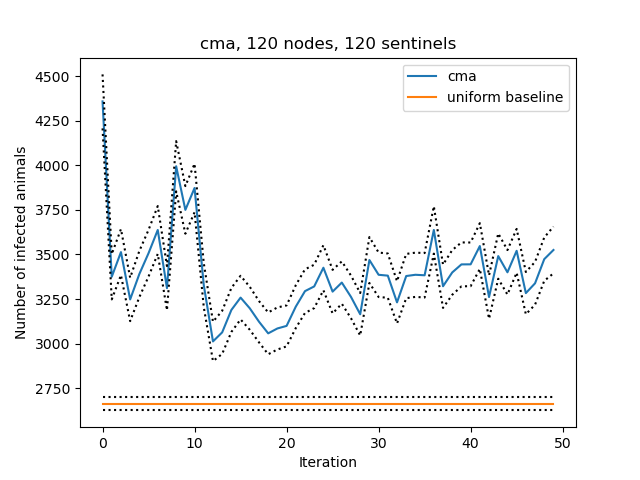 cma, 120 nodes, 120 sentinels
cma
uniform baseline
Number of infected animals
4500
4250
4000
3750
3500
3250
3000
2750
0 10 20 30 40 50
Iteration